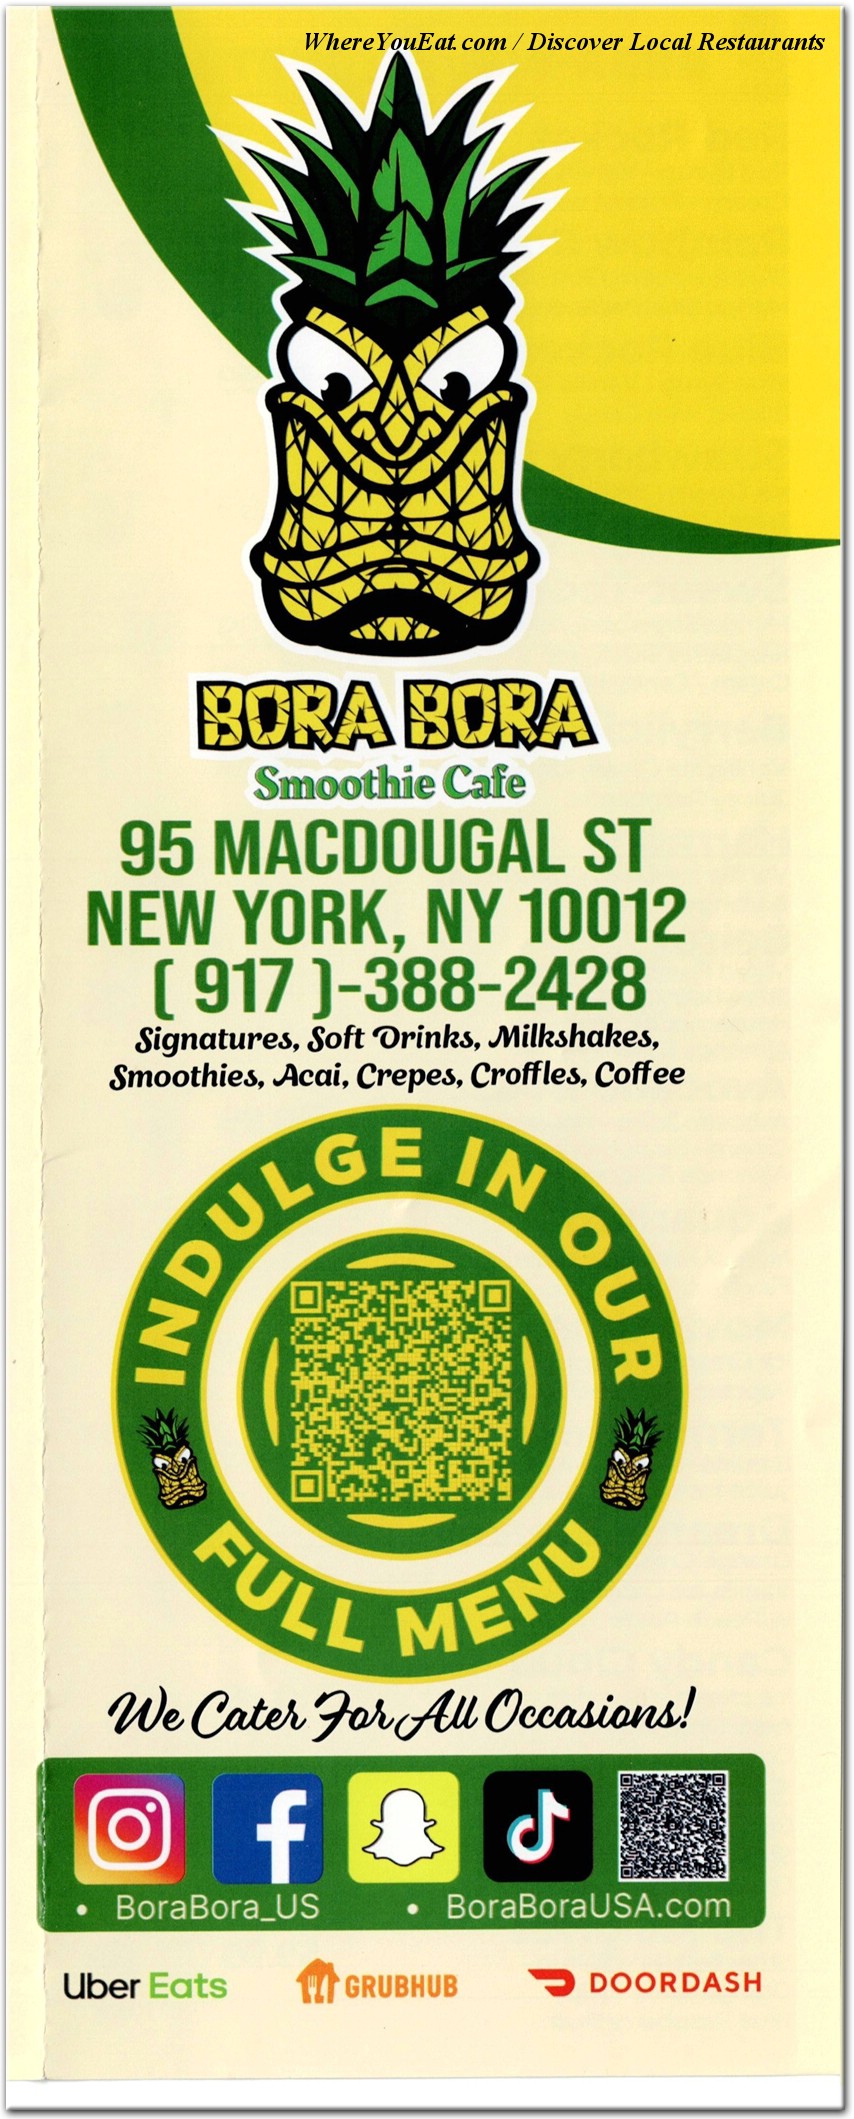 WhereYouEat.com / Discover Local Restaurants
BORA BORA
Smoothie Cafe
95 MACDOUGAL ST
NEW YORK, NY 10012
( 917 )-388-2428
Signatures, Soft Drinks, Milkshakes,
Smoothies, Acai, Crepes, Croffles, Coffee
INDULGE IN OUR
FULL MENU
We Cater For All Occasions!
• BoraBora_US • BoraBoraUSA.com
Uber Eats GRUBHUB DOORDASH